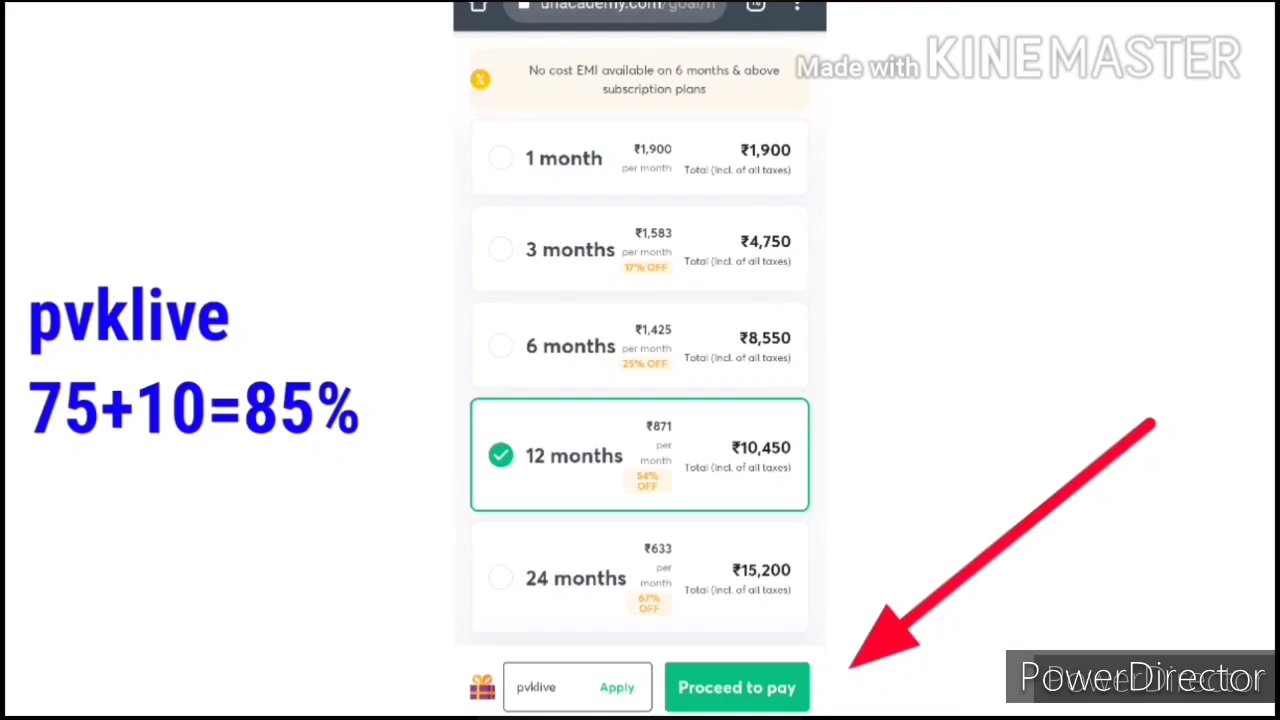 unacademy.com/goal/n
Made with KINEMASTER
No cost EMI available on 6 months & above
subscription plans
1 month
₹1,900
per month
₹1,900
Total (Incl. of all taxes)
3 months
₹1,583
per month
17% OFF
₹4,750
Total (Incl. of all taxes)
6 months
₹1,425
per month
25% OFF
₹8,550
Total (Incl. of all taxes)
12 months
₹871
per
month
54%
OFF
₹10,450
Total (Incl. of all taxes)
24 months
₹633
per
month
67%
OFF
₹15,200
Total (Incl. of all taxes)
pvklive
Apply
Proceed to pay
pvklive
75+10=85%
PowerDirector